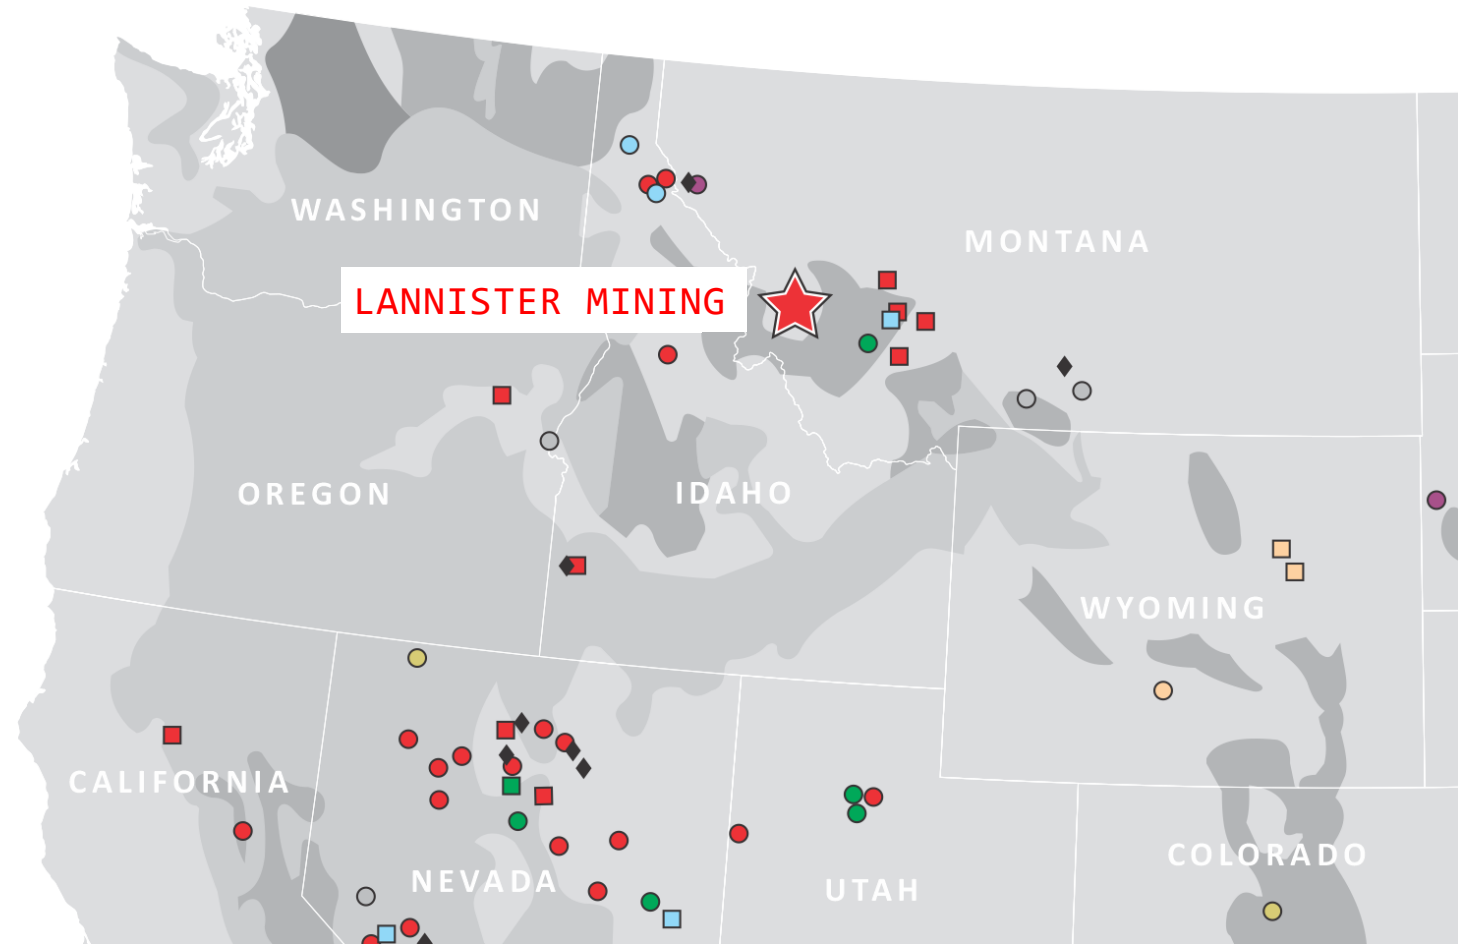 WASHINGTON
MONTANA
LANNISTER MINING
OREGON
IDAHO
WYOMING
CALIFORNIA
NEVADA
UTAH
COLORADO